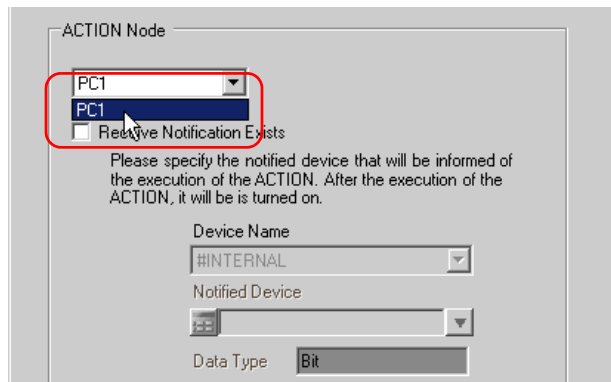 ACTION Node
PC1
PC1
Receive Notification Exists
Please specify the notified device that will be informed of
the execution of the ACTION. After the execution of the
ACTION, it will be is turned on.
Device Name
#INTERNAL
Notified Device
Data Type Bit